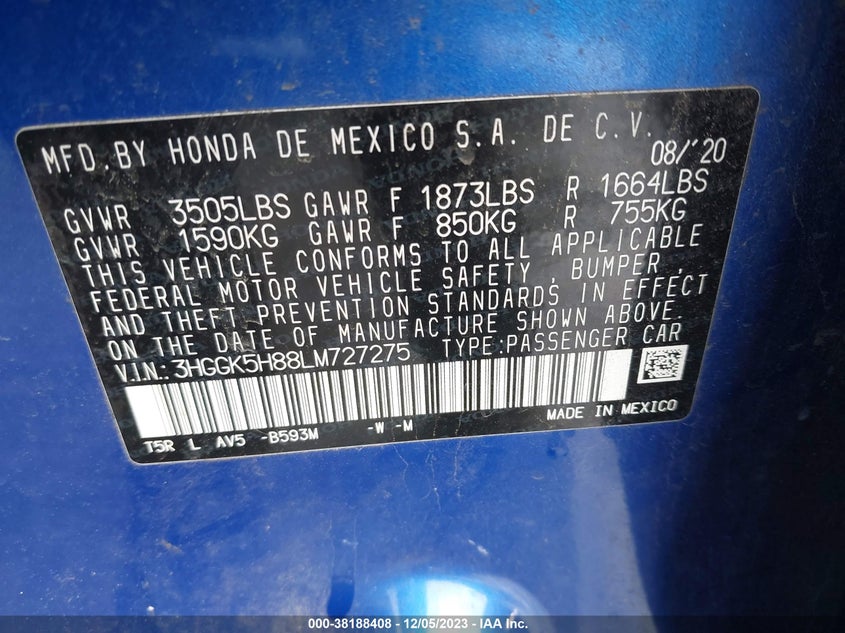 MFD.BY HONDA DE MEXICO S.A. DE C.V.
08/'20
GVWR 3505LBS GAWR F 1873LBS R 1664LBS
GVWR 1590KG GAWR F 850KG R 755KG
THIS VEHICLE CONFORMS TO ALL APPLICABLE
FEDERAL MOTOR VEHICLE SAFETY, BUMPER,
AND THEFT PREVENTION STANDARDS IN EFFECT
ON THE DATE OF MANUFACTURE SHOWN ABOVE.
V.I.N.:3HGGK5H88LM727275 TYPE:PASSENGER CAR
MADE IN MEXICO
T5R L AV5 -B593M -W -M
000-38188408 - 12/05/2023 - IAA Inc.